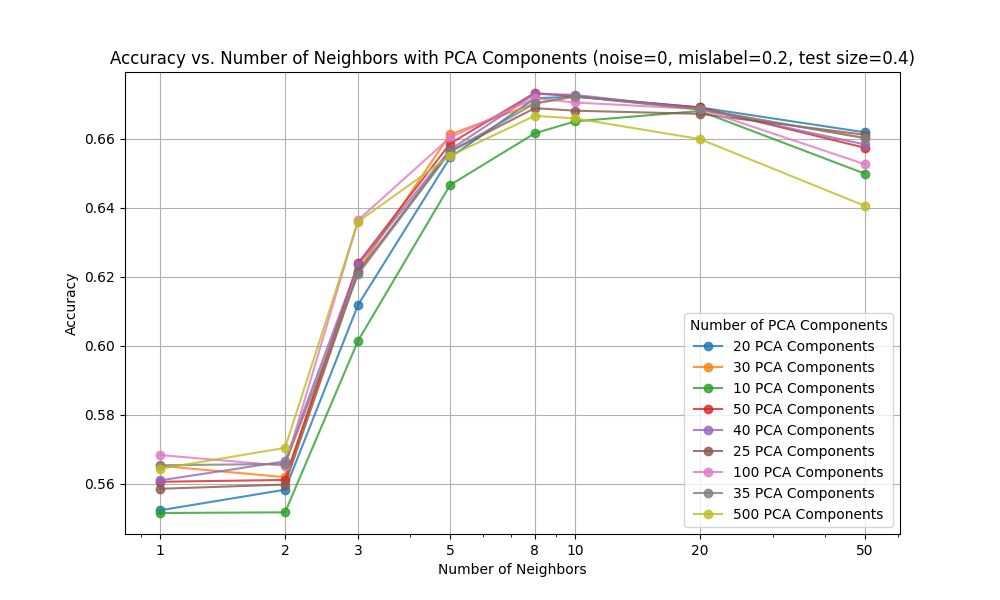 Accuracy vs. Number of Neighbors with PCA Components (noise=0, mislabel=0.2, test size=0.4)
Accuracy
0.66
0.64
0.62
0.60
0.58
0.56
1 2 3 5 8 10 20 50
Number of Neighbors
Number of PCA Components
20 PCA Components
30 PCA Components
10 PCA Components
50 PCA Components
40 PCA Components
25 PCA Components
100 PCA Components
35 PCA Components
500 PCA Components